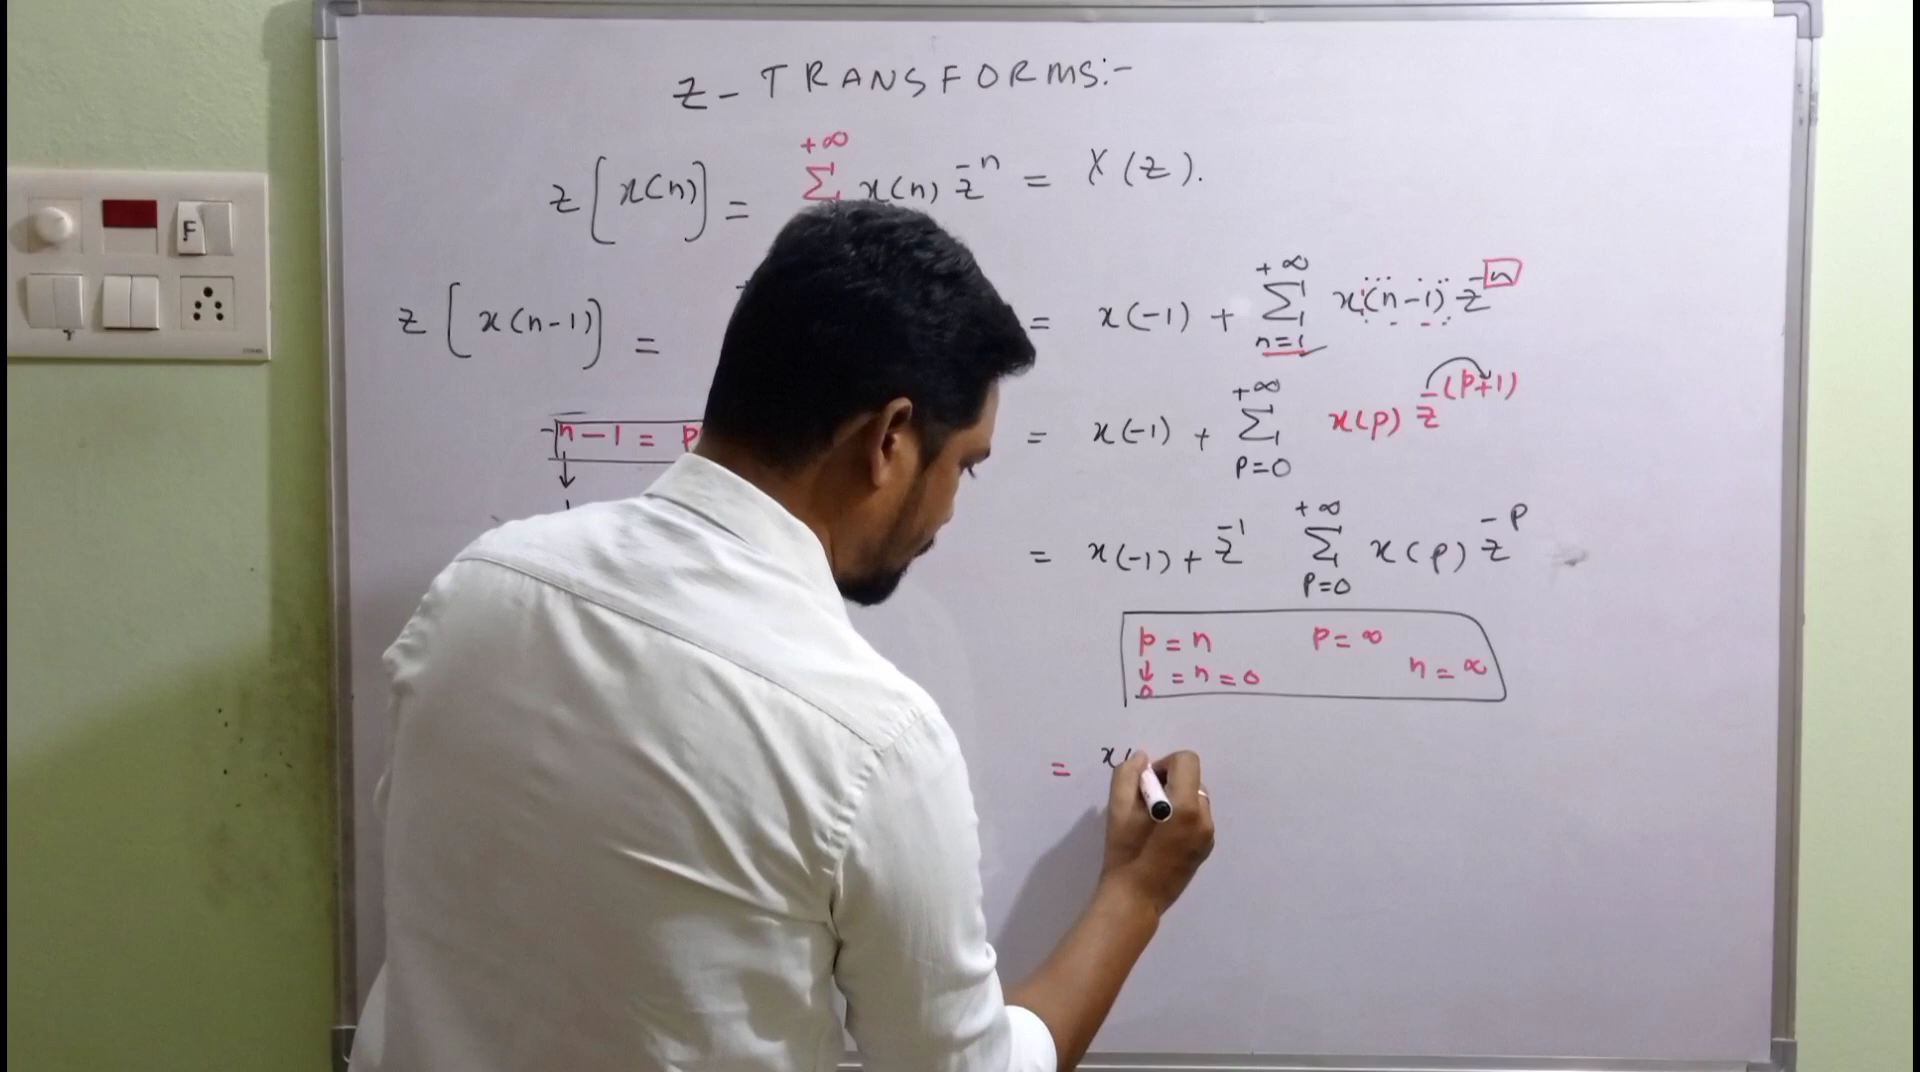 Z - TRANSFORMS:-
+∞
z[x(n)] = Σ x(n) z^-n = X(z).
+∞
z[x(n-1)] = = x(-1) + Σ x(n-1) z^-n
n=1
+∞
n-1 = P = x(-1) + Σ x(p) z^-(p+1)
P=0
+∞
= x(-1) + z^-1 Σ x(p) z^-p
P=0
p = n P = ∞
↓ = n = 0 n = ∞
0
= x(
F